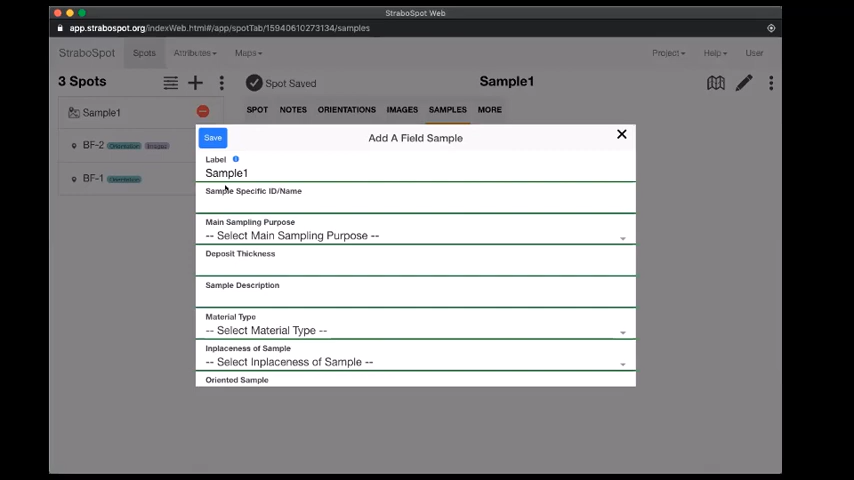 StraboSpot Web
app.strabospot.org/indexWeb.html#/app/spotTab/15940610273134/samples
StraboSpot Spots Attributes Maps Project Help User
3 Spots Spot Saved Sample1
Sample1
SPOT NOTES ORIENTATIONS IMAGES SAMPLES MORE
BF-2 Orientation Images
BF-1 Orientation
Save Add A Field Sample
Label
Sample1
Sample Specific ID/Name
Main Sampling Purpose
-- Select Main Sampling Purpose --
Deposit Thickness
Sample Description
Material Type
-- Select Material Type --
Inplaceness of Sample
-- Select Inplaceness of Sample --
Oriented Sample